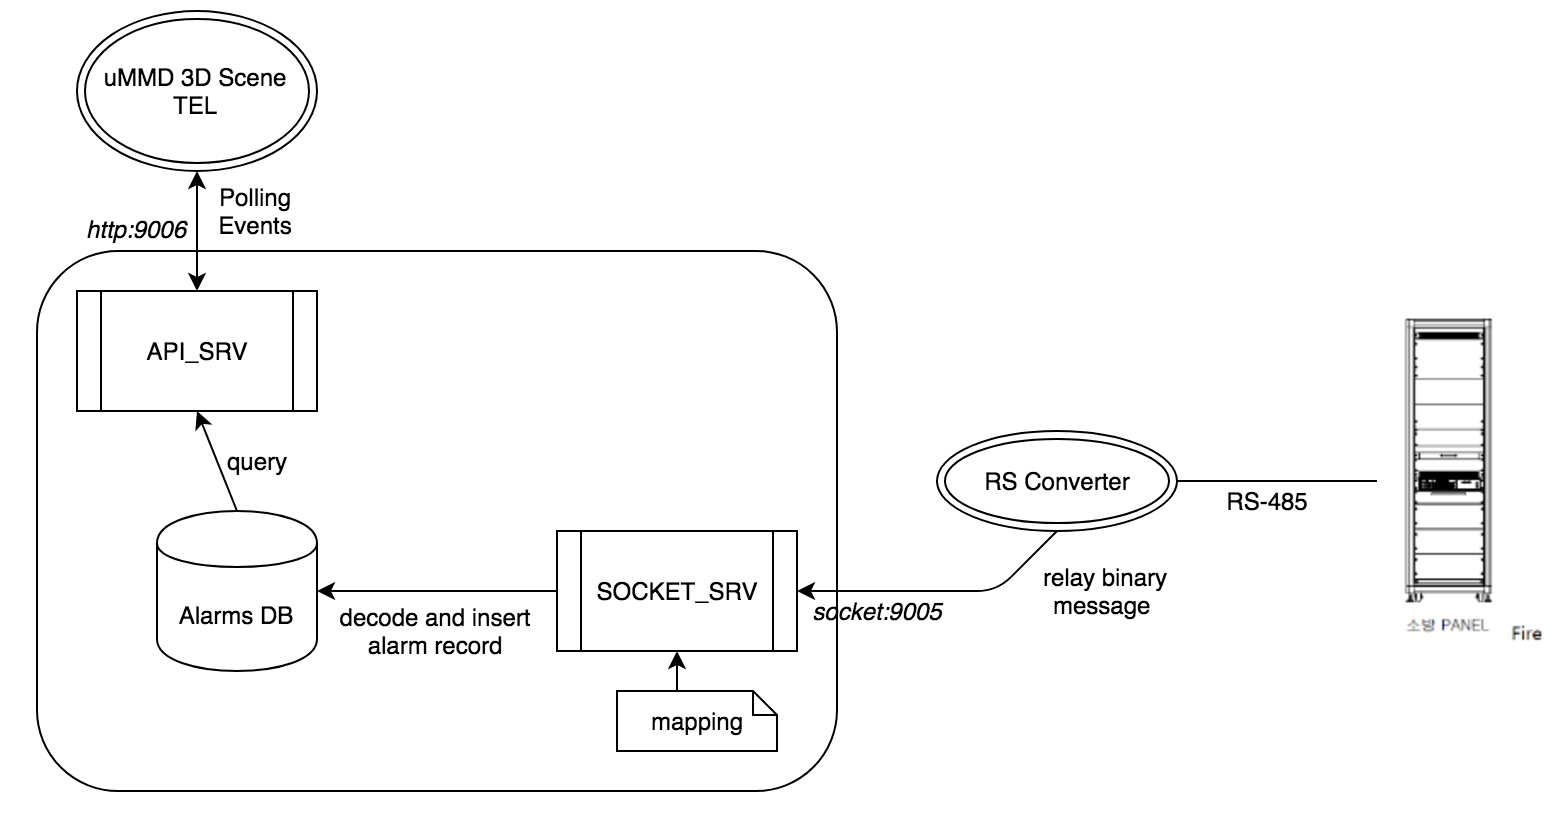 uMMD 3D Scene
TEL
Polling
Events
http:9006
API_SRV
query
Alarms DB
decode and insert
alarm record
SOCKET_SRV
mapping
socket:9005
relay binary
message
RS Converter
RS-485
소방 PANEL
Fire